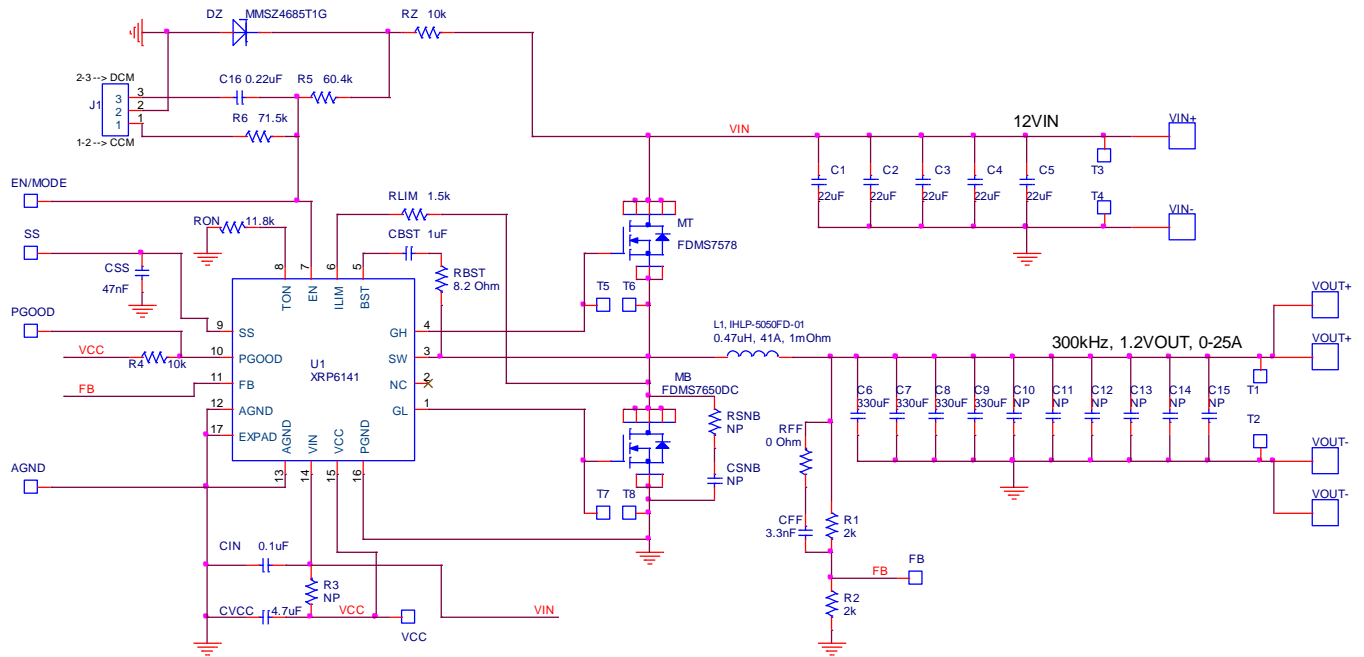 DZ MMSZ4685T1G RZ 10k
2-3 --> DCM
C16 0.22uF R5 60.4k
J1
3
2
1
3
2
1
R6 71.5k
1-2 --> CCM
VIN
12VIN
VIN+
C1 22uF
C2 22uF
C3 22uF
C4 22uF
C5 22uF
T3
T4
VIN-
EN/MODE
RON 11.8k
RLIM 1.5k
CBST 1uF
RBST
8.2 Ohm
MT
FDMS7578
SS
CSS
47nF
PGOOD
VCC
R4 10k
FB
AGND
8
7
6
5
TON
EN
ILIM
BST
9 SS
10 PGOOD
11 FB
12 AGND
17 EXPAD
U1
XRP6141
GH 4
SW 3
NC 2
GL 1
AGND
VIN
VCC
PGND
13
14
15
16
T5 T6
L1, IHLP-5050FD-01
0.47uH, 41A, 1mOhm
300kHz, 1.2VOUT, 0-25A
VOUT+
VOUT+
MB
FDMS7650DC
RSNB
NP
CSNB
NP
T7 T8
C6 330uF
C7 330uF
C8 330uF
C9 330uF
C10 NP
C11 NP
C12 NP
C13 NP
C14 NP
C15 NP
T1
T2
VOUT-
VOUT-
RFF
0 Ohm
CFF
3.3nF
R1
2k
FB
FB
R2
2k
CIN 0.1uF
R3
NP
CVCC 4.7uF
VCC
VIN
VCC